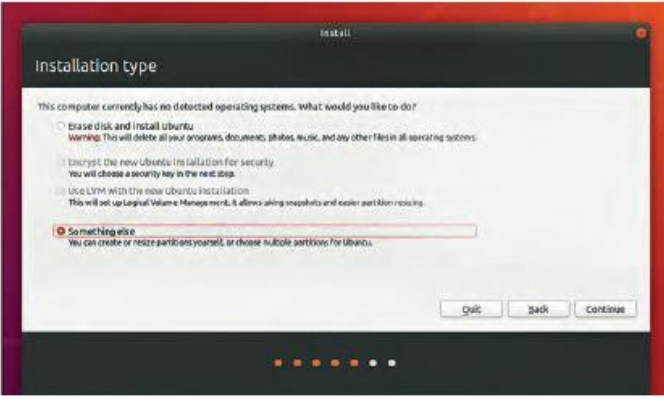 Install
Installation type
This computer currently has no detected operating systems. What would you like to do?
Erase disk and install Ubuntu
Warning: This will delete all your programs, documents, photos, music, and any other files in all operating systems.
Encrypt the new Ubuntu installation for security
You will choose a security key in the next step.
Use LVM with the new Ubuntu installation
This will set up Logical Volume Management. It allows taking snapshots and easier partition resizing.
Something else
You can create or resize partitions yourself, or choose multiple partitions for Ubuntu.
Quit
Back
Continue